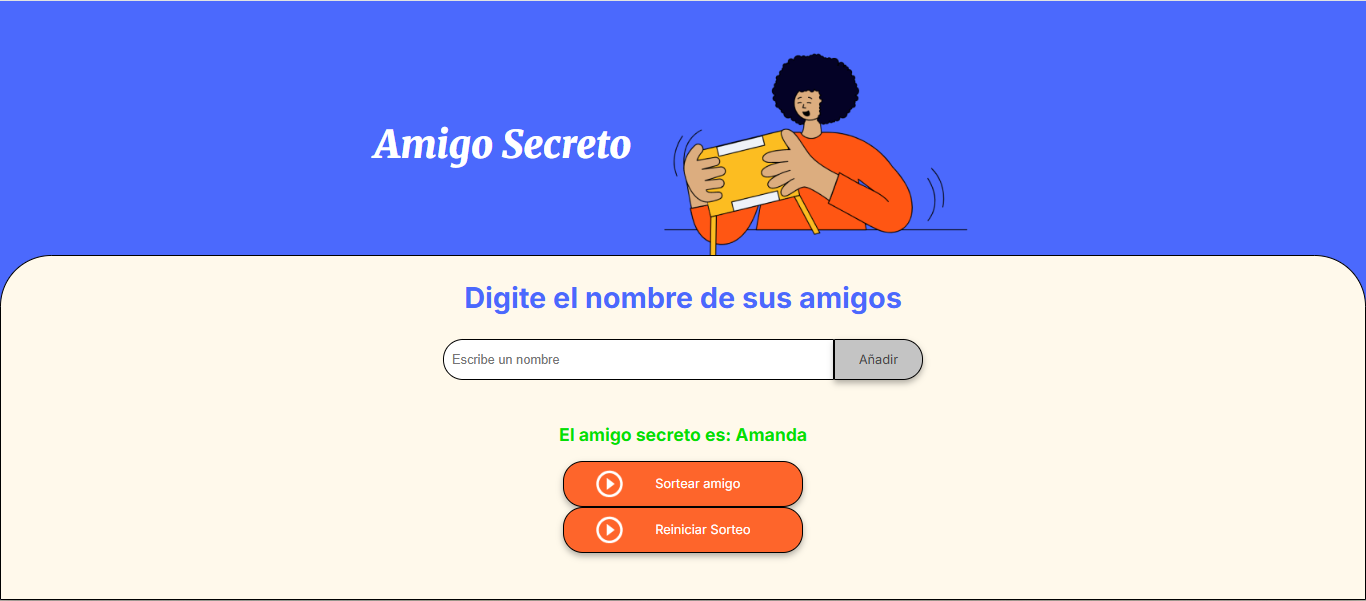 Amigo Secreto
Digite el nombre de sus amigos
Escribe un nombre
Añadir
El amigo secreto es: Amanda
Sortear amigo
Reiniciar Sorteo